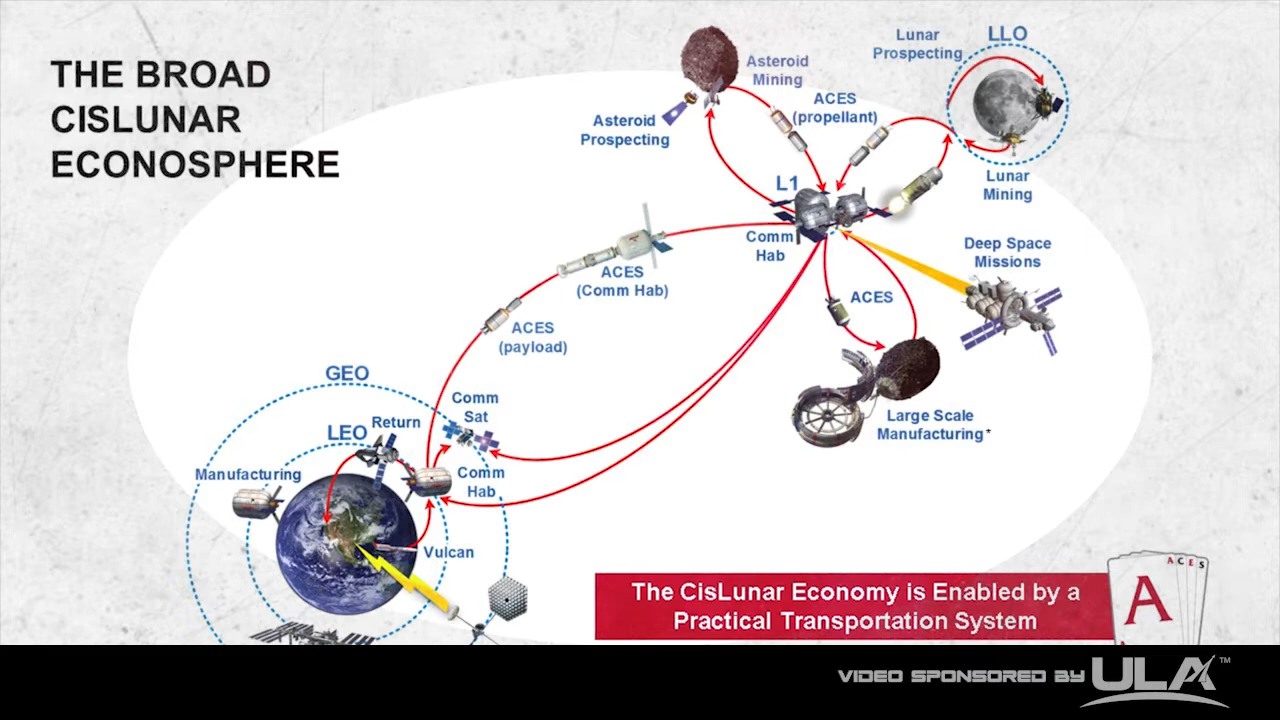 THE BROAD
CISLUNAR
ECONOSPHERE
Asteroid
Mining
Asteroid
Prospecting
ACES
(propellant)
Lunar
Prospecting
LLO
Lunar
Mining
L1
Comm
Hab
Deep Space
Missions
ACES
(Comm Hab)
ACES
(payload)
ACES
Large Scale
Manufacturing*
GEO
Comm
Sat
LEO
Return
Manufacturing
Comm
Hab
Vulcan
The CisLunar Economy is Enabled by a
Practical Transportation System
A C E S
A
VIDEO SPONSORED BY ULA™